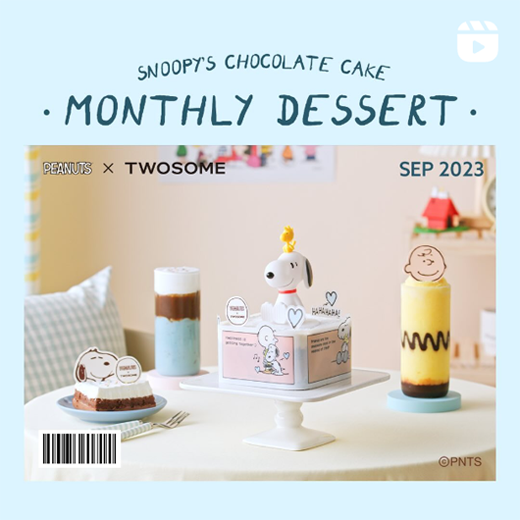 SNOOPY'S CHOCOLATE CAKE
· MONTHLY DESSERT ·
PEANUTS × TWOSOME
SEP 2023
HAHAHAHA!
©PNTS